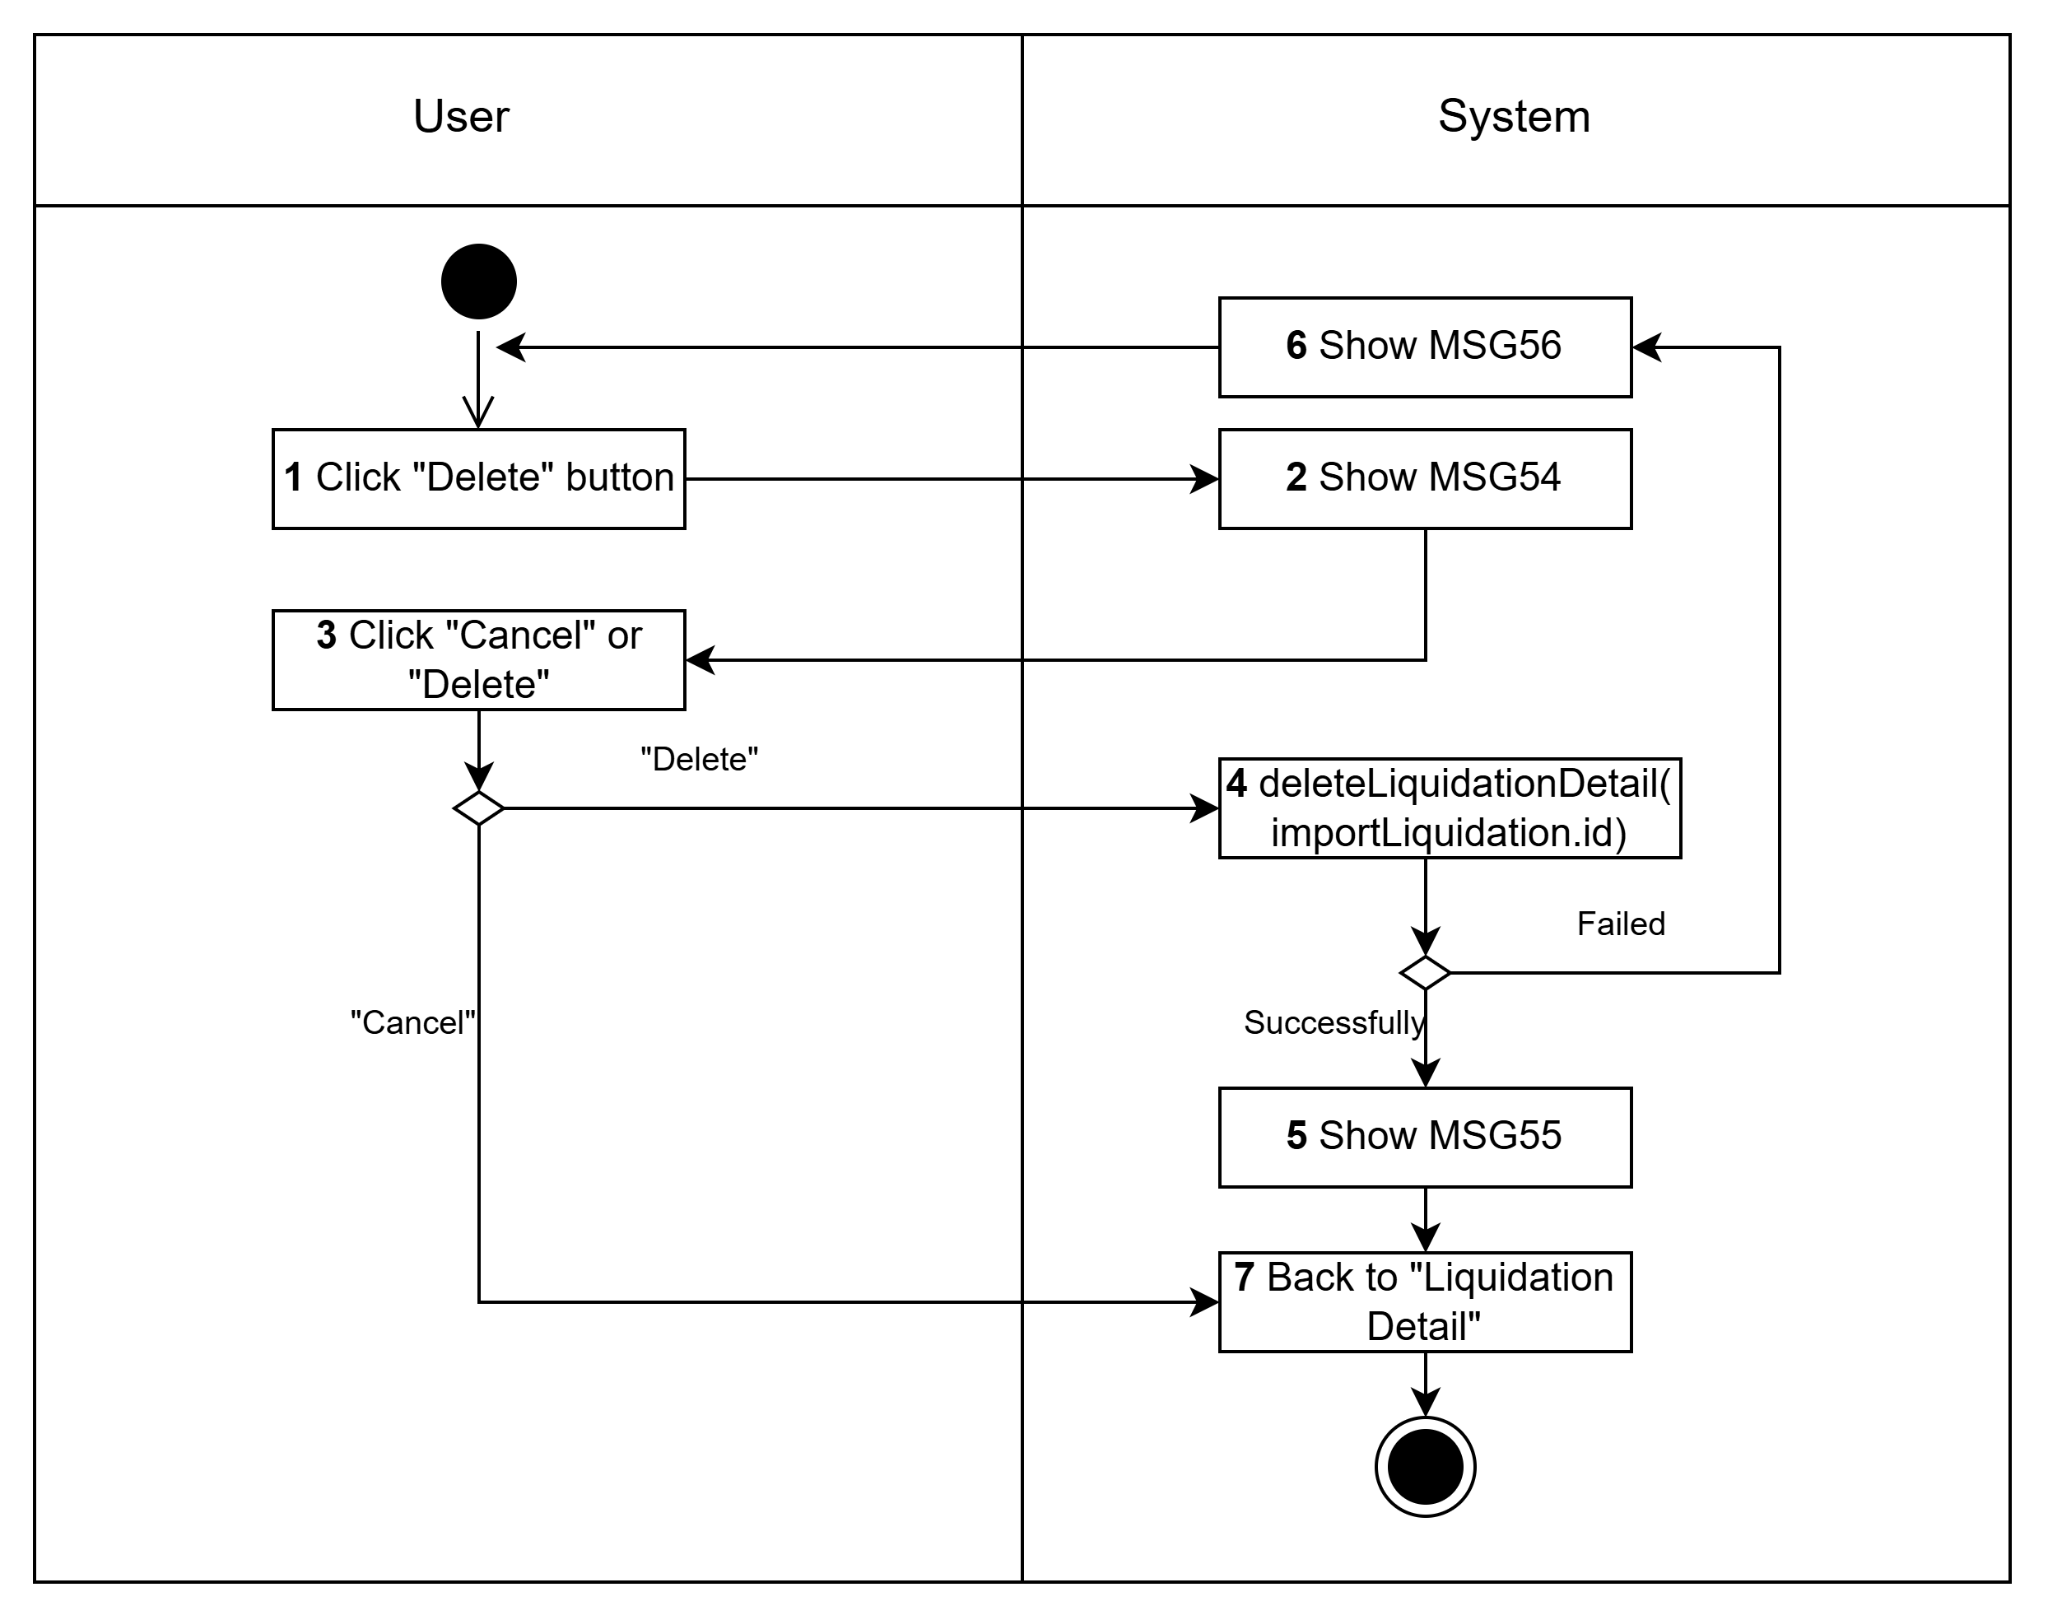 User
System
6 Show MSG56
1 Click "Delete" button
2 Show MSG54
3 Click "Cancel" or
"Delete"
"Delete"
4 deleteLiquidationDetail(
importLiquidation.id)
Failed
"Cancel"
Successfully
5 Show MSG55
7 Back to "Liquidation
Detail"